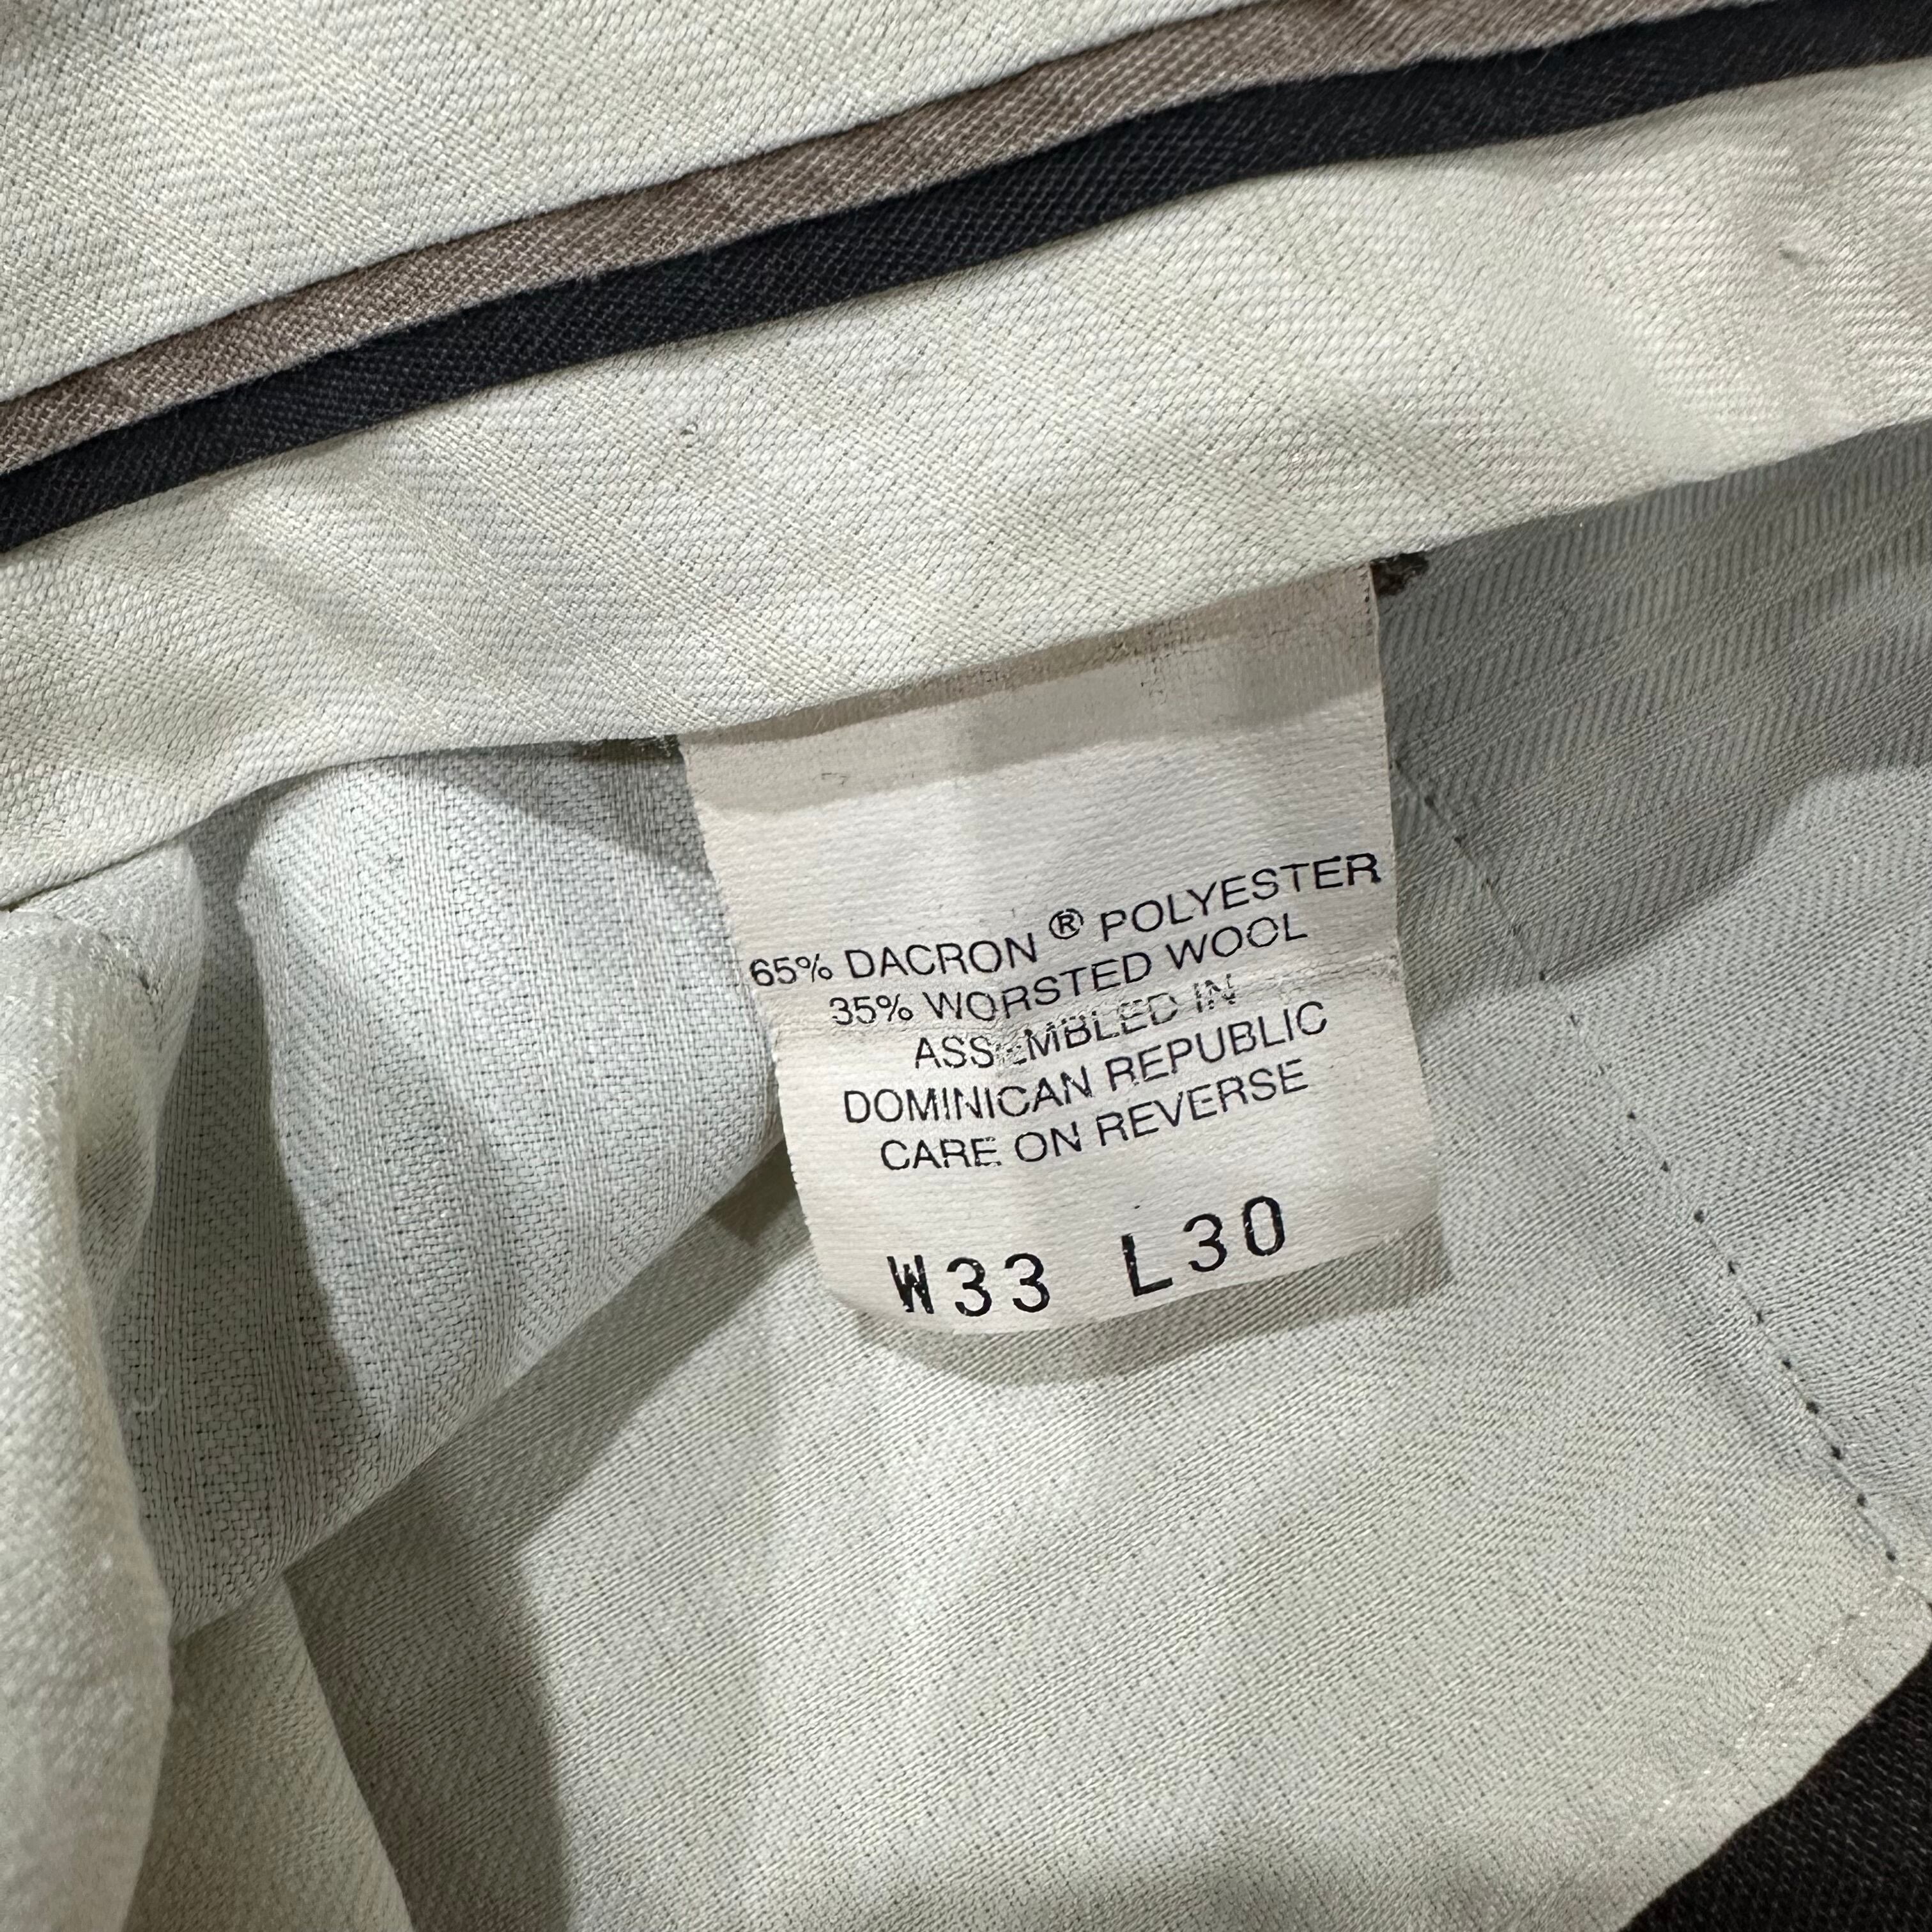 65% DACRON ® POLYESTER
35% WORSTED WOOL
ASSEMBLED IN
DOMINICAN REPUBLIC
CARE ON REVERSE
W33 L30